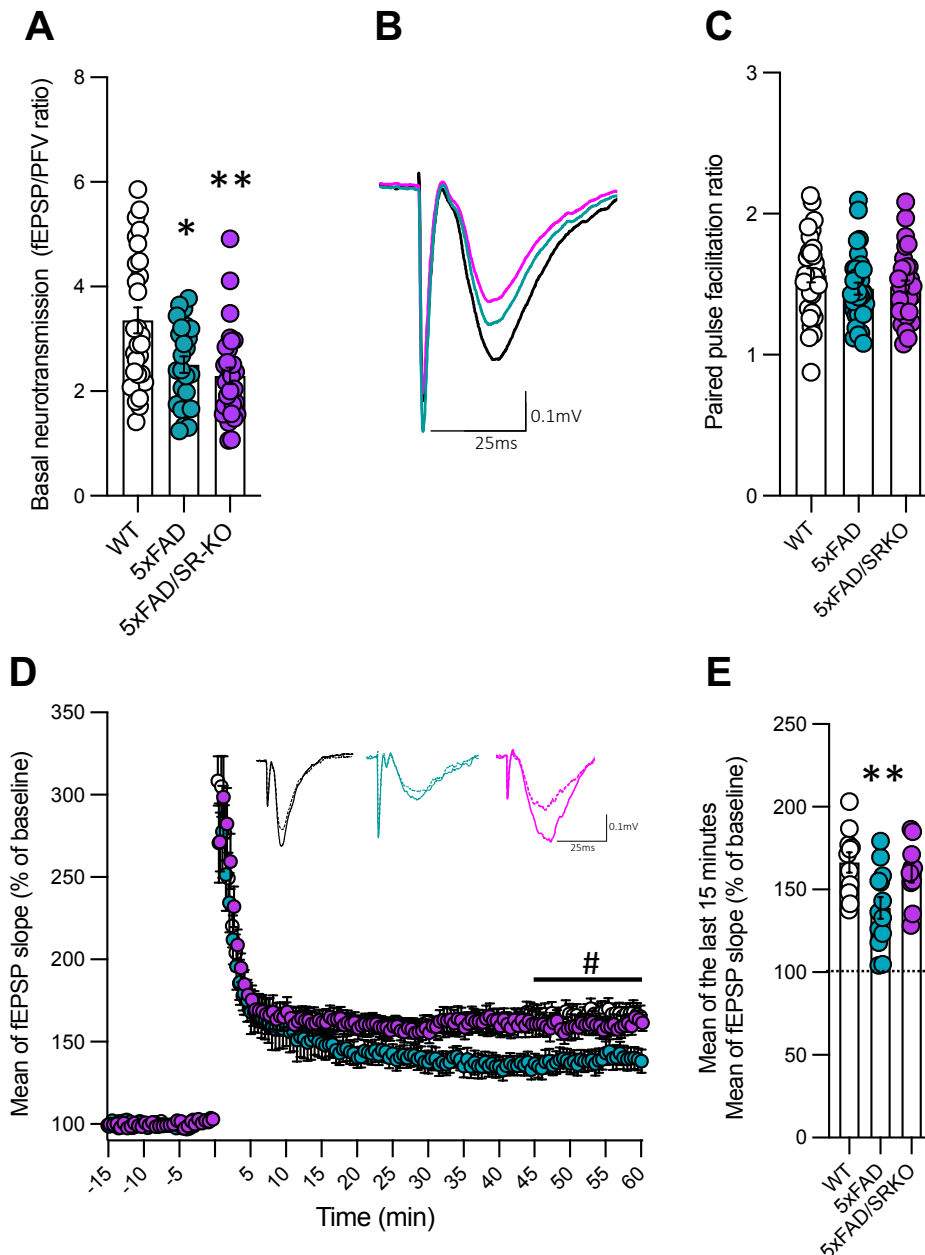 A
Basal neurotransmission (fEPSP/PFV ratio)
8
6
4
2
0
*
**
WT
5xFAD
5xFAD/SR-KO
B
0.1mV
25ms
C
Paired pulse facilitation ratio
3
2
1
0
WT
5xFAD
5xFAD/SRKO
D
Mean of fEPSP slope (% of baseline)
350
300
250
200
150
100
0.1mV
25ms
#
-15
-10
-5
5
10
15
20
25
30
35
40
45
50
55
60
Time (min)
E
Mean of the last 15 minutes
Mean of fEPSP slope (% of baseline)
250
200
150
100
50
0
**
WT
5xFAD
5xFAD/SRKO